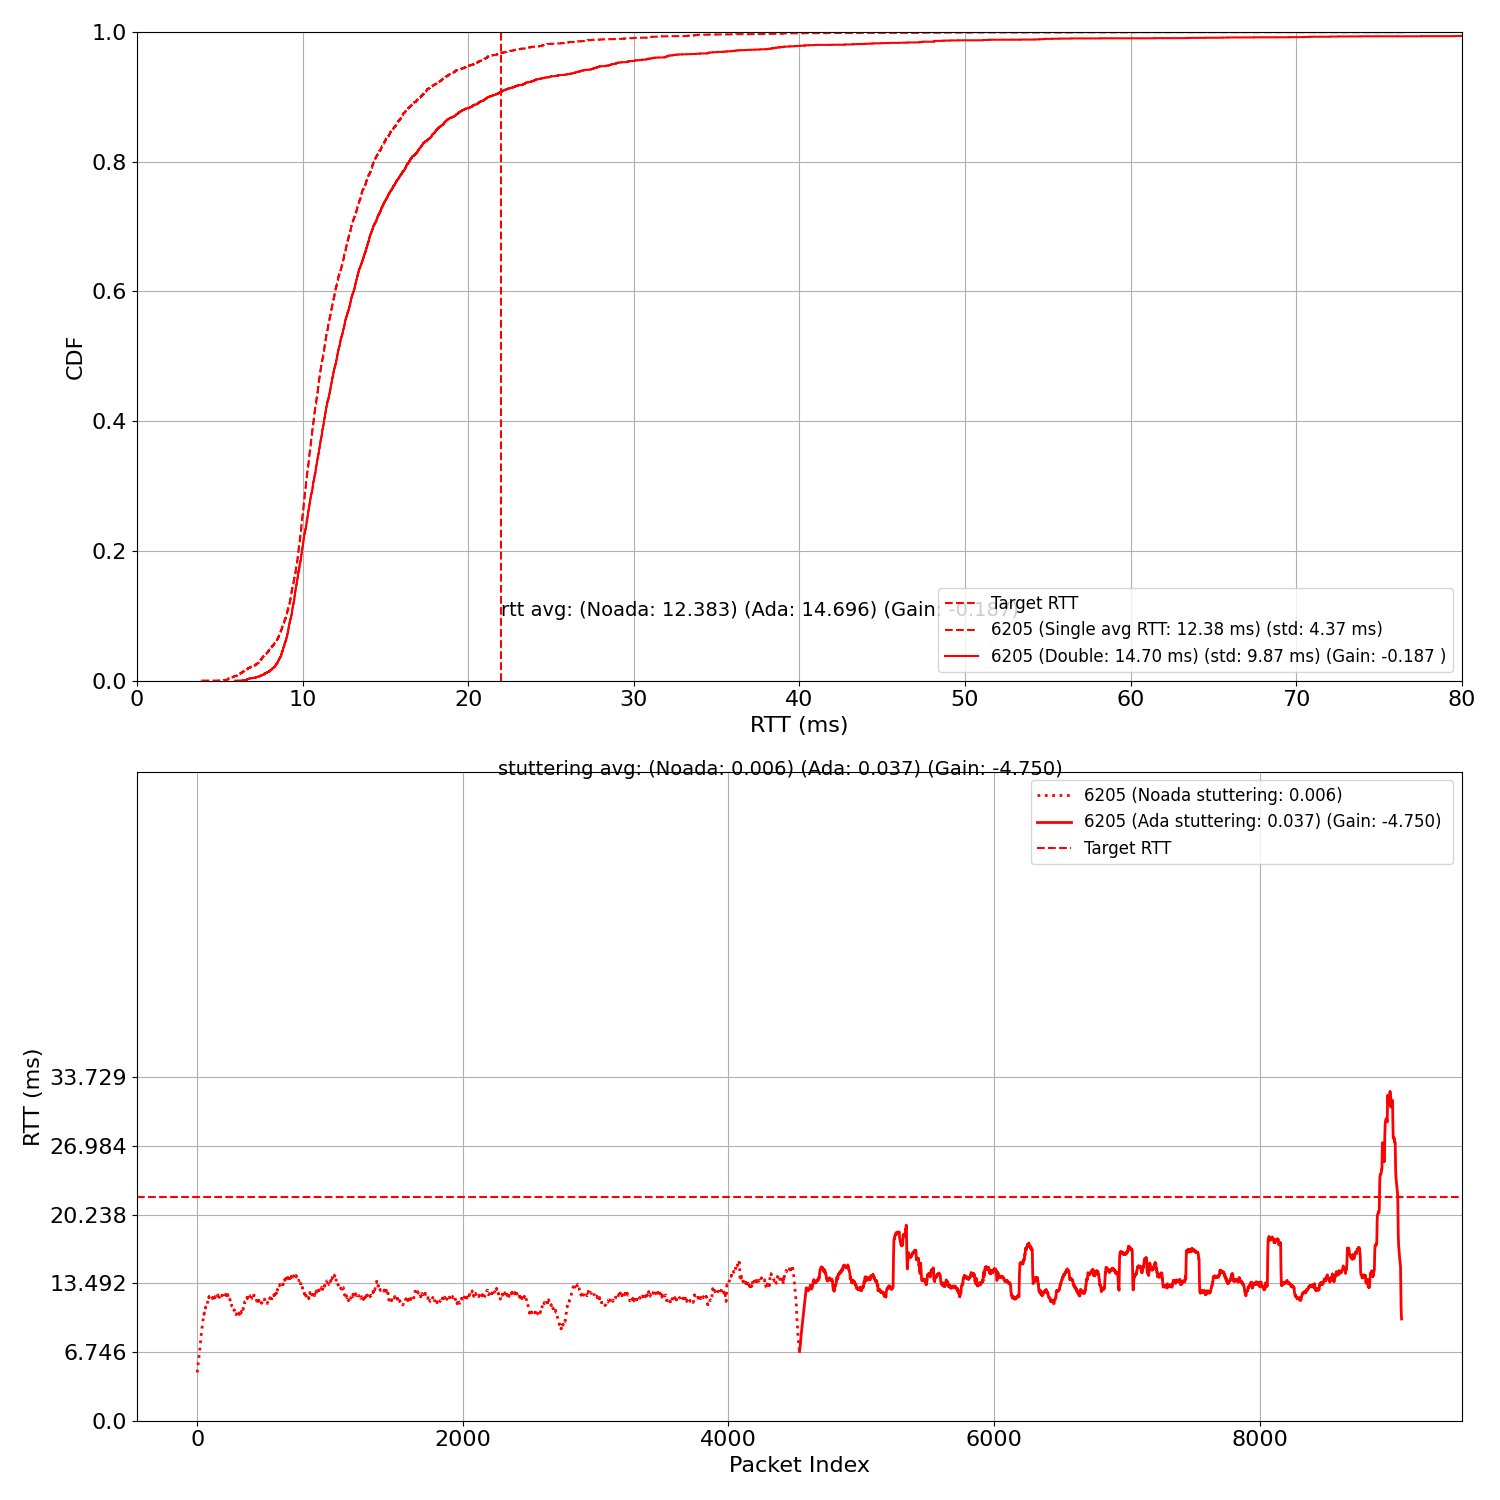 1.0
0.8
0.6
0.4
0.2
0.0
CDF
rtt avg: (Noada: 12.383) (Ada: 14.696) (Gain: -0.187)
Target RTT
6205 (Single avg RTT: 12.38 ms) (std: 4.37 ms)
6205 (Double: 14.70 ms) (std: 9.87 ms) (Gain: -0.187 )
0 10 20 30 40 50 60 70 80
RTT (ms)
stuttering avg: (Noada: 0.006) (Ada: 0.037) (Gain: -4.750)
6205 (Noada stuttering: 0.006)
6205 (Ada stuttering: 0.037) (Gain: -4.750)
Target RTT
33.729
26.984
20.238
13.492
6.746
0.0
RTT (ms)
0 2000 4000 6000 8000
Packet Index